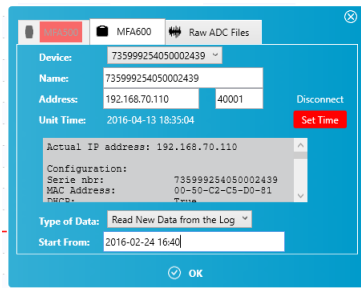 MFA500 MFA600 Raw ADC Files
Device: 735999254050002439
Name: 735999254050002439
Address: 192.168.70.110 40001 Disconnect
Unit Time: 2016-04-13 18:35:04 Set Time
Actual IP address: 192.168.70.110
Configuration:
Serie nbr: 735999254050002439
MAC Address: 00-50-C2-C5-D0-81
DHCP: True
Type of Data: Read New Data from the Log
Start From: 2016-02-24 16:40
OK